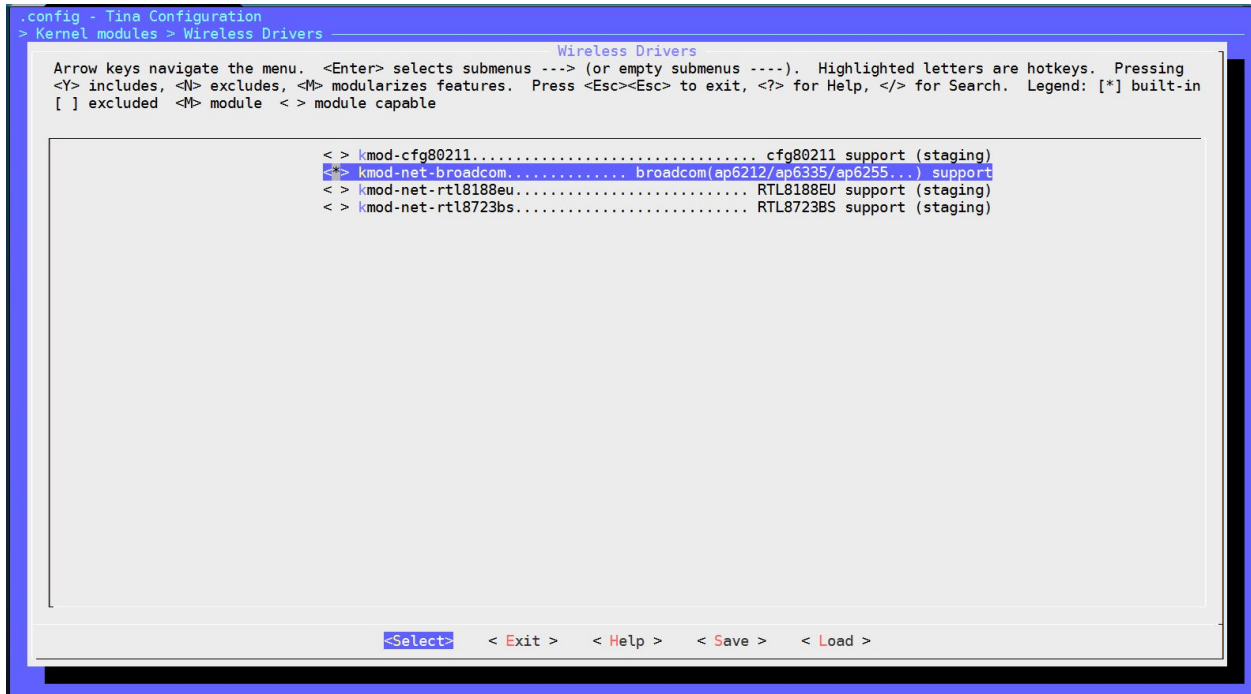 .config - Tina Configuration
> Kernel modules > Wireless Drivers
Wireless Drivers
Arrow keys navigate the menu.  <Enter> selects submenus ---> (or empty submenus ----).  Highlighted letters are hotkeys.  Pressing
<Y> includes, <N> excludes, <M> modularizes features.  Press <Esc><Esc> to exit, <?> for Help, </> for Search.  Legend: [*] built-in
[ ] excluded  <M> module  < > module capable
< > kmod-cfg80211................................ cfg80211 support (staging)
<*> kmod-net-broadcom.............. broadcom(ap6212/ap6335/ap6255...) support
< > kmod-net-rtl8188eu.......................... RTL8188EU support (staging)
< > kmod-net-rtl8723bs.......................... RTL8723BS support (staging)
<Select>    < Exit >    < Help >    < Save >    < Load >